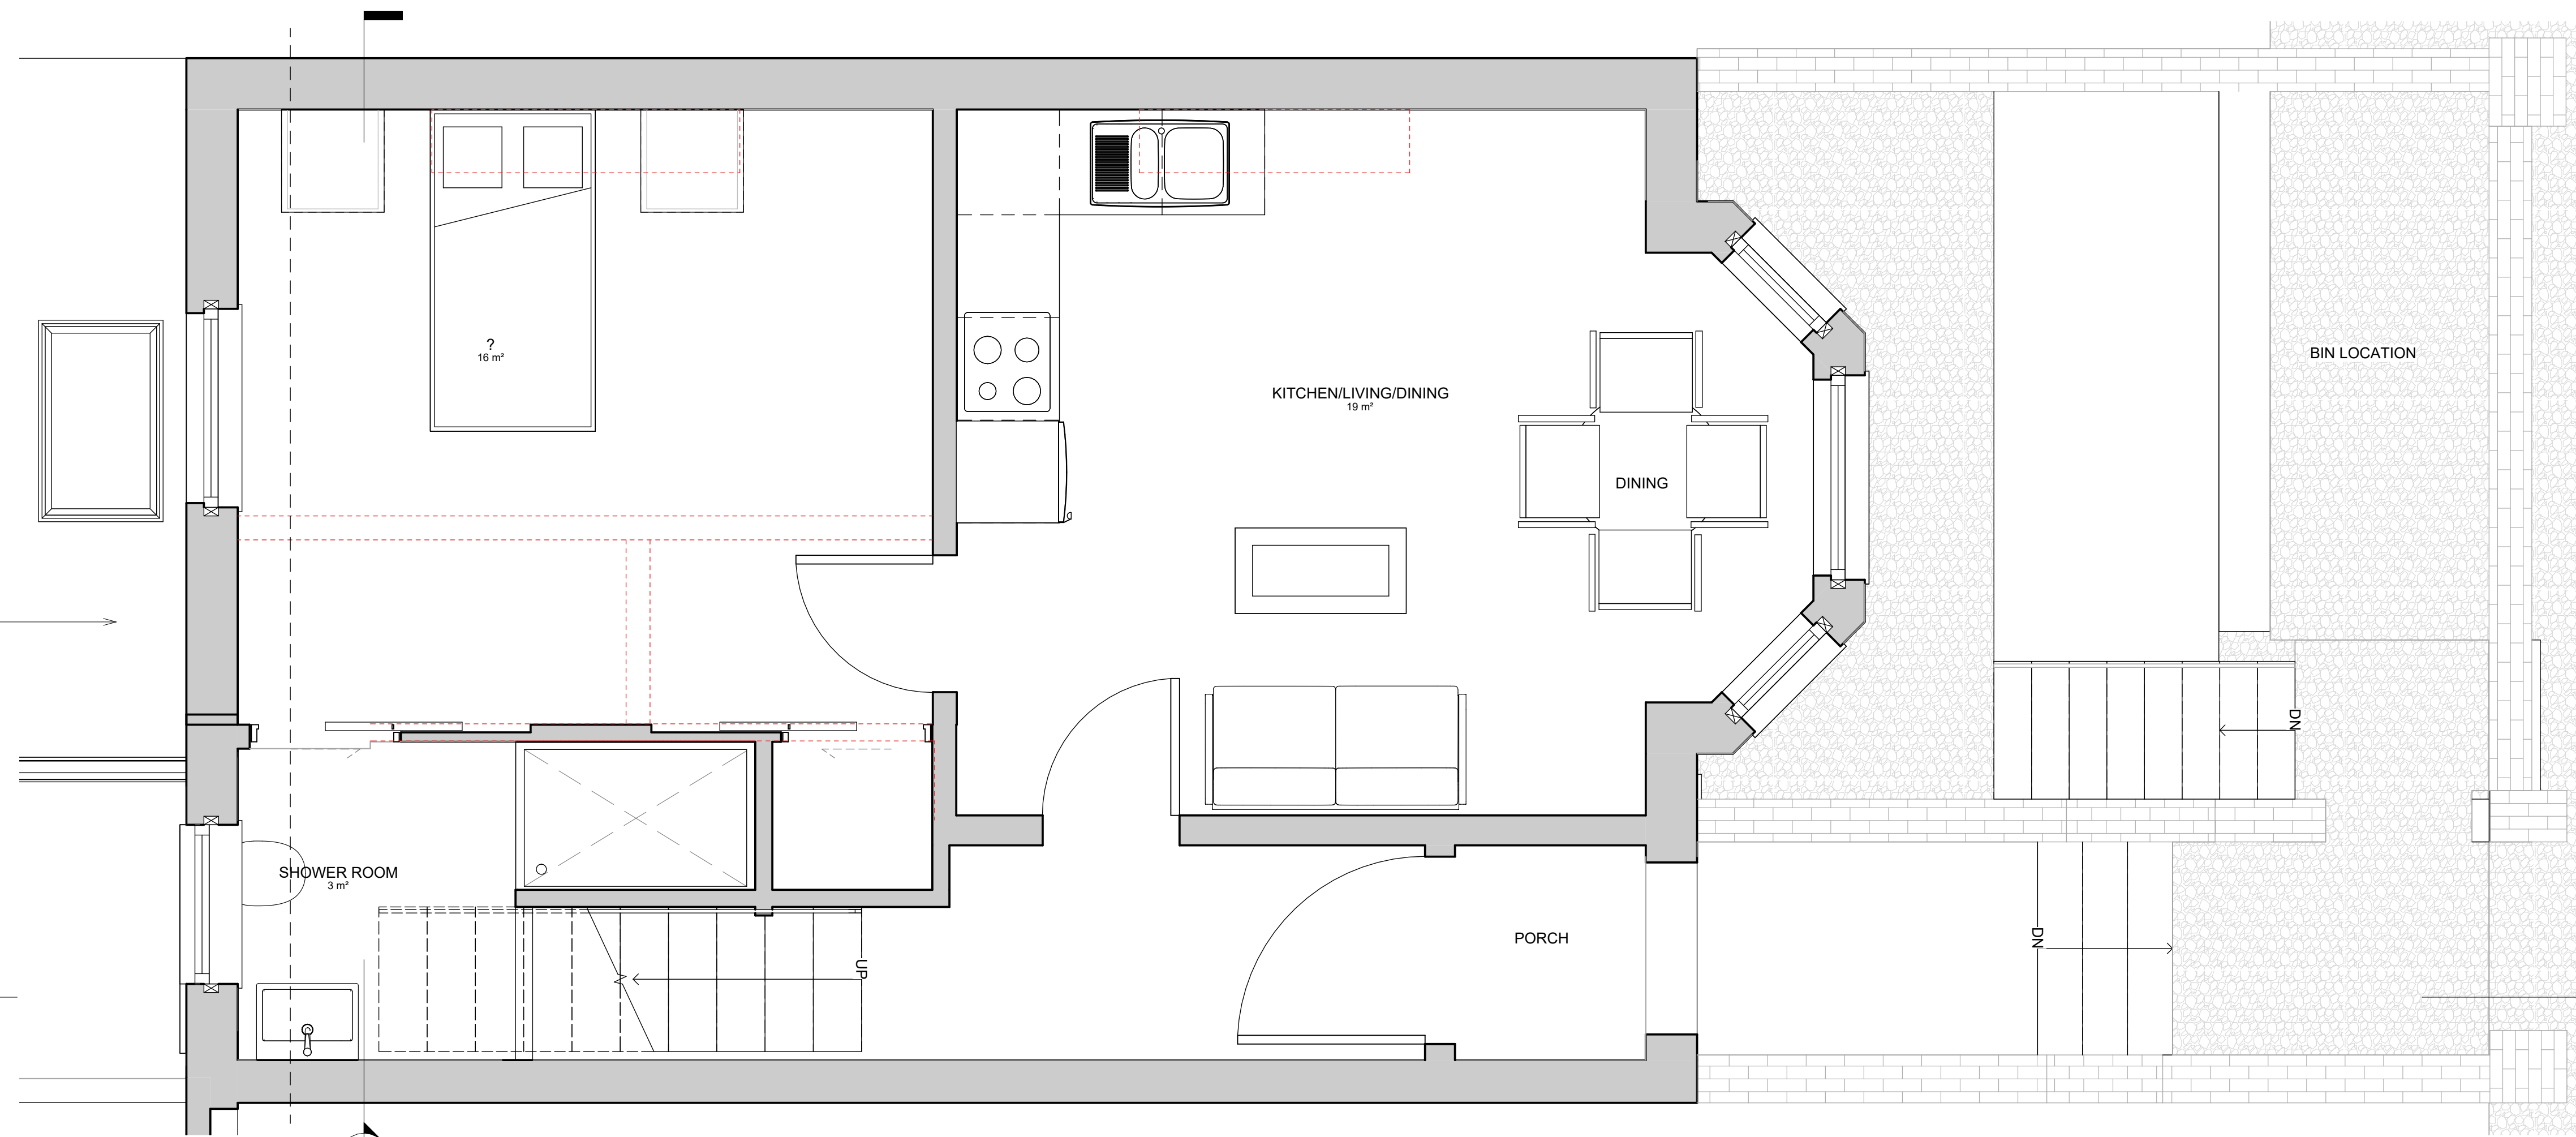 ?
16 m²
KITCHEN/LIVING/DINING
19 m²
BIN LOCATION
DINING
DN
SHOWER ROOM
3 m²
PORCH
DN
UP